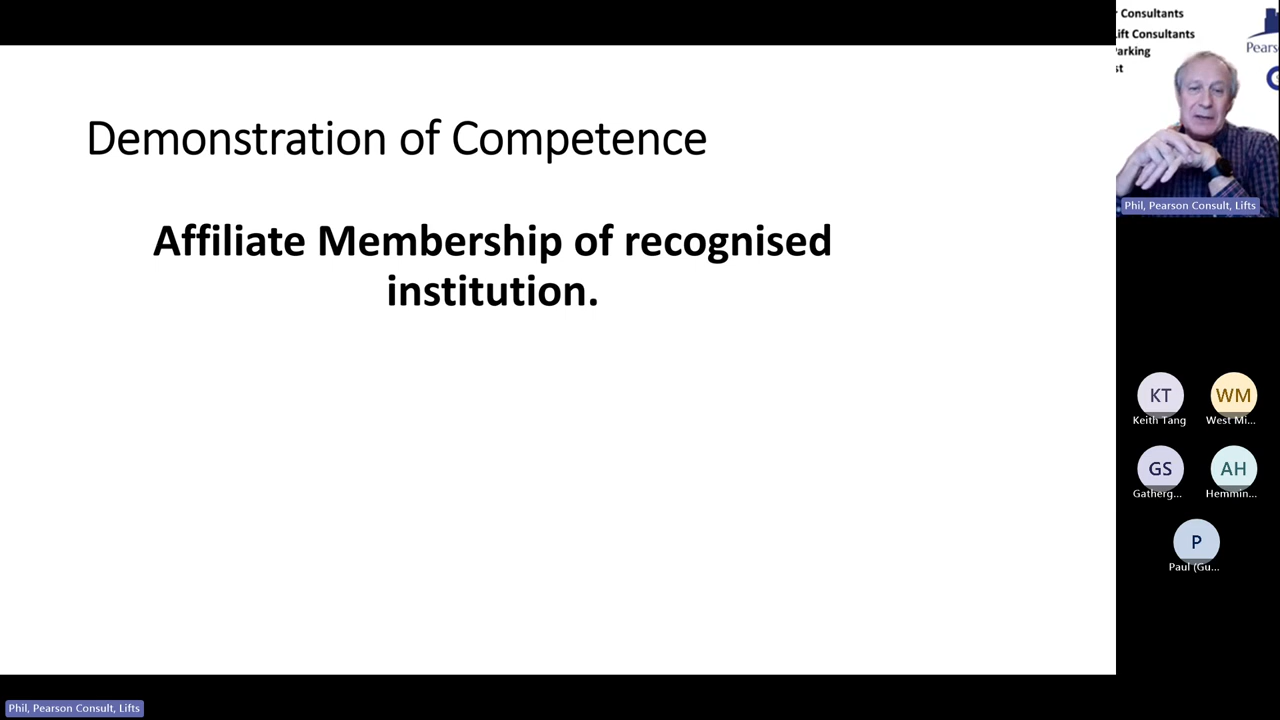 Demonstration of Competence
Affiliate Membership of recognised
institution.
Consultants
ift Consultants
arking
st
Pears
Phil, Pearson Consult, Lifts
KT
WM
Keith Tang
West Mi...
GS
AH
Gatherg...
Hemmin...
P
Paul (Gu...
Phil, Pearson Consult, Lifts